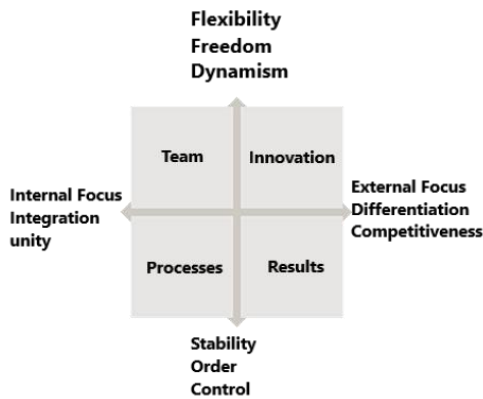 Flexibility
Freedom
Dynamism
Team
Innovation
Internal Focus
Integration
unity
External Focus
Differentiation
Competitiveness
Processes
Results
Stability
Order
Control